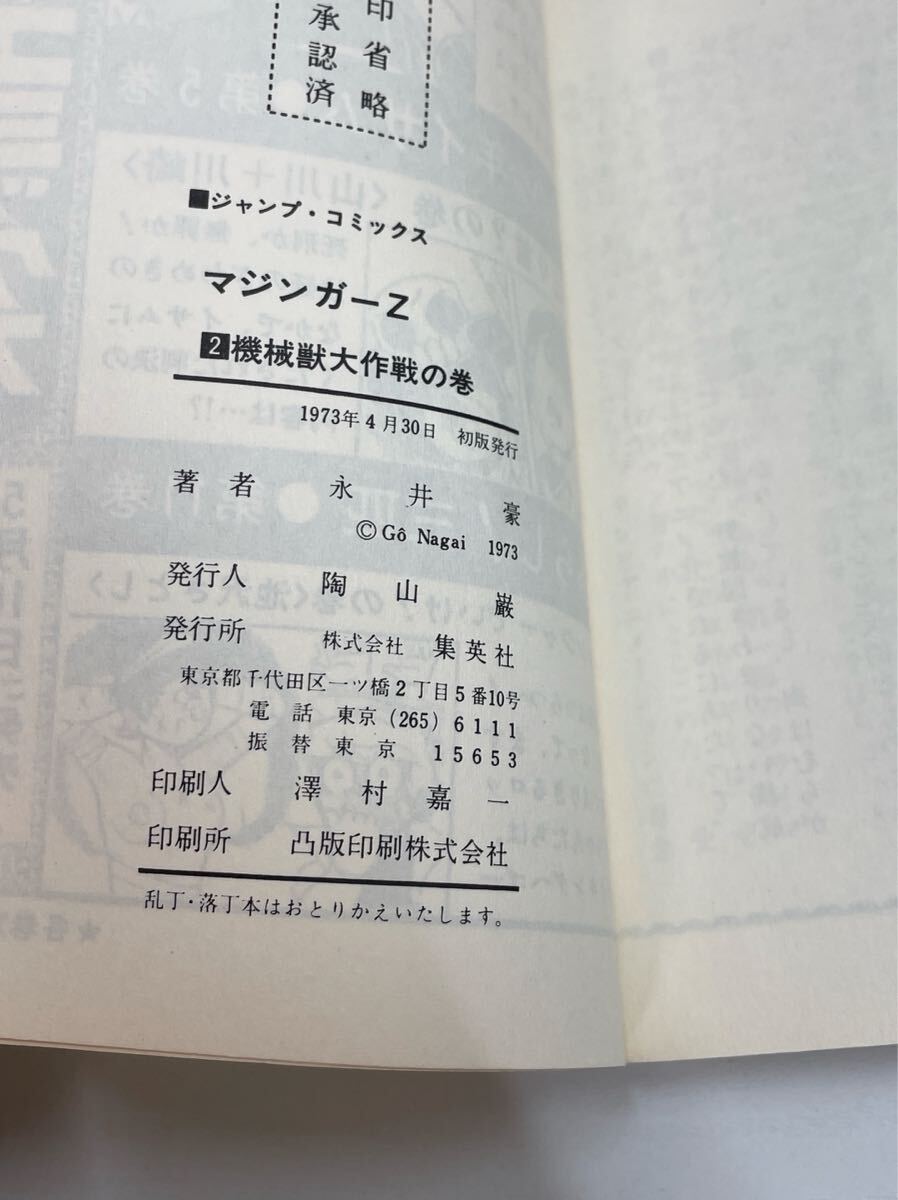 印省略
承認済
■ジャンプ・コミックス
マジンガーZ
2機械獣大作戦の巻
1973年4月30日 初版発行
著者 永井豪
©Gô Nagai 1973
発行人 陶山巌
発行所 株式会社 集英社
東京都千代田区一ツ橋2丁目5番10号
電話 東京(265)6111
振替東京 15653
印刷人 澤村嘉一
印刷所 凸版印刷株式会社
乱丁・落丁本はおとりかえいたします。